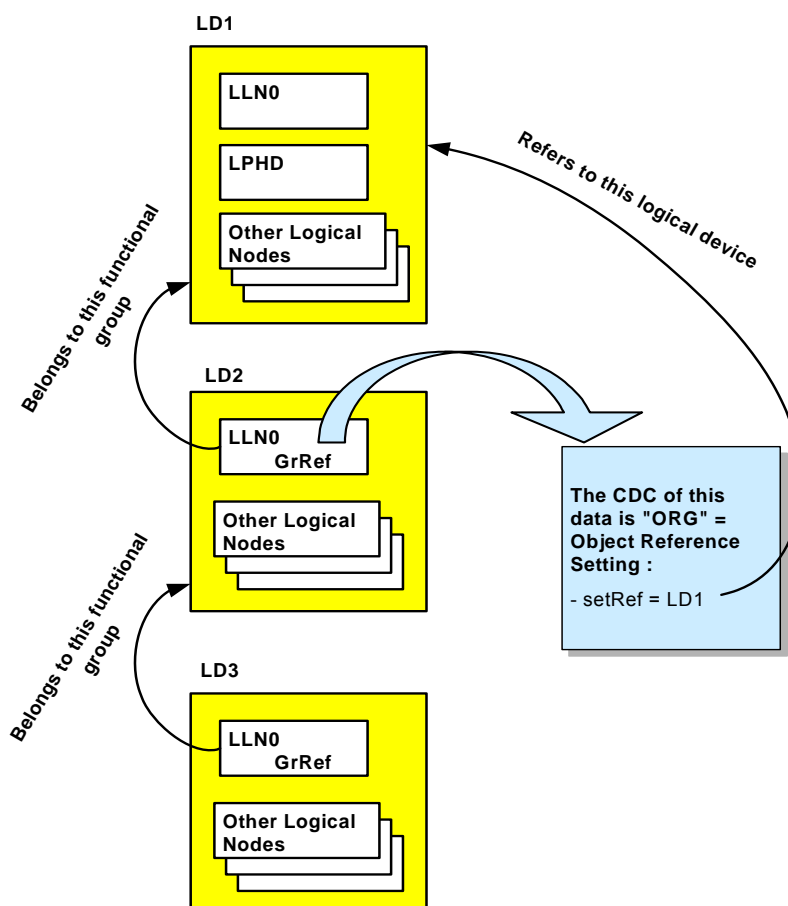 LD1
LLN0
LPHD
Other Logical
Nodes
Refers to this logical device
Belongs to this functional
group
LD2
LLN0
GrRef
Other Logical
Nodes
The CDC of this
data is "ORG" =
Object Reference
Setting :
- setRef = LD1
Belongs to this functional
group
LD3
LLN0
GrRef
Other Logical
Nodes